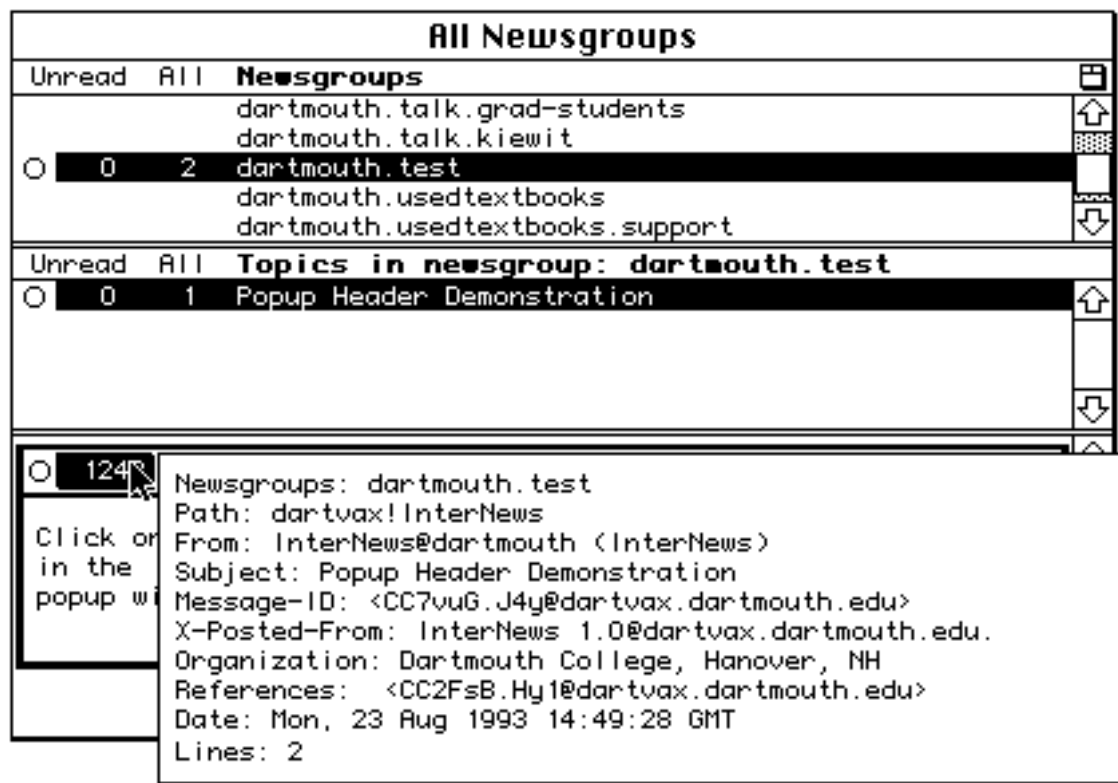 All Newsgroups
Unread All Newsgroups
dartmouth.talk.grad-students
dartmouth.talk.kiewit
0 2 dartmouth.test
dartmouth.usedtextbooks
dartmouth.usedtextbooks.support
Unread All Topics in newsgroup: dartmouth.test
0 1 Popup Header Demonstration
Click
in the
popup
Newsgroups: dartmouth.test
Path: dartvax!InterNews
From: InterNews@dartmouth (InterNews)
Subject: Popup Header Demonstration
Message-ID: <CC7vuG.J4y@dartvax.dartmouth.edu>
X-Posted-From: InterNews 1.0@dartvax.dartmouth.edu.
Organization: Dartmouth College, Hanover, NH
References: <CC2FsB.Hy1@dartvax.dartmouth.edu>
Date: Mon, 23 Aug 1993 14:49:28 GMT
Lines: 2